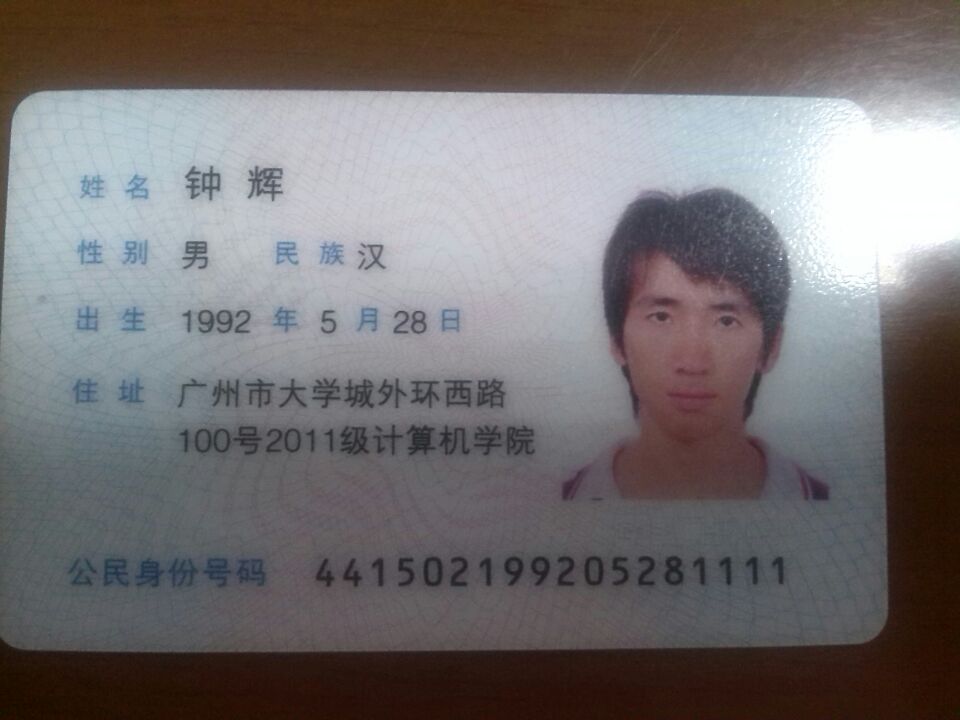 姓名 钟辉
性别 男 民族 汉
出生 1992 年 5 月 28 日
住址 广州市大学城外环西路
100号2011级计算机学院
公民身份号码 441502199205281111